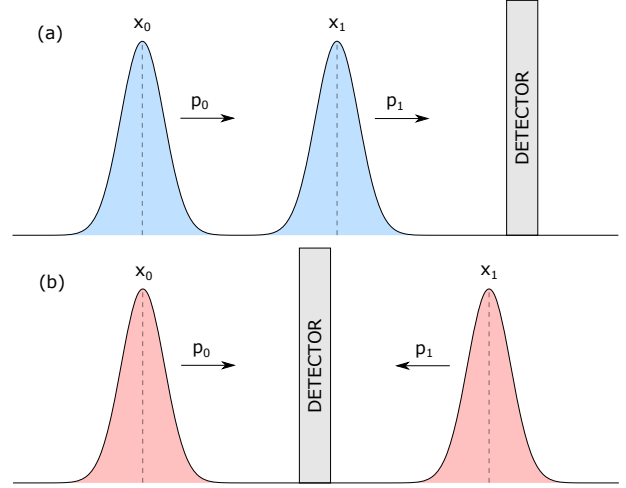 (a)
x₀
x₁
p₀
p₁
DETECTOR
(b)
x₀
x₁
p₀
p₁
DETECTOR